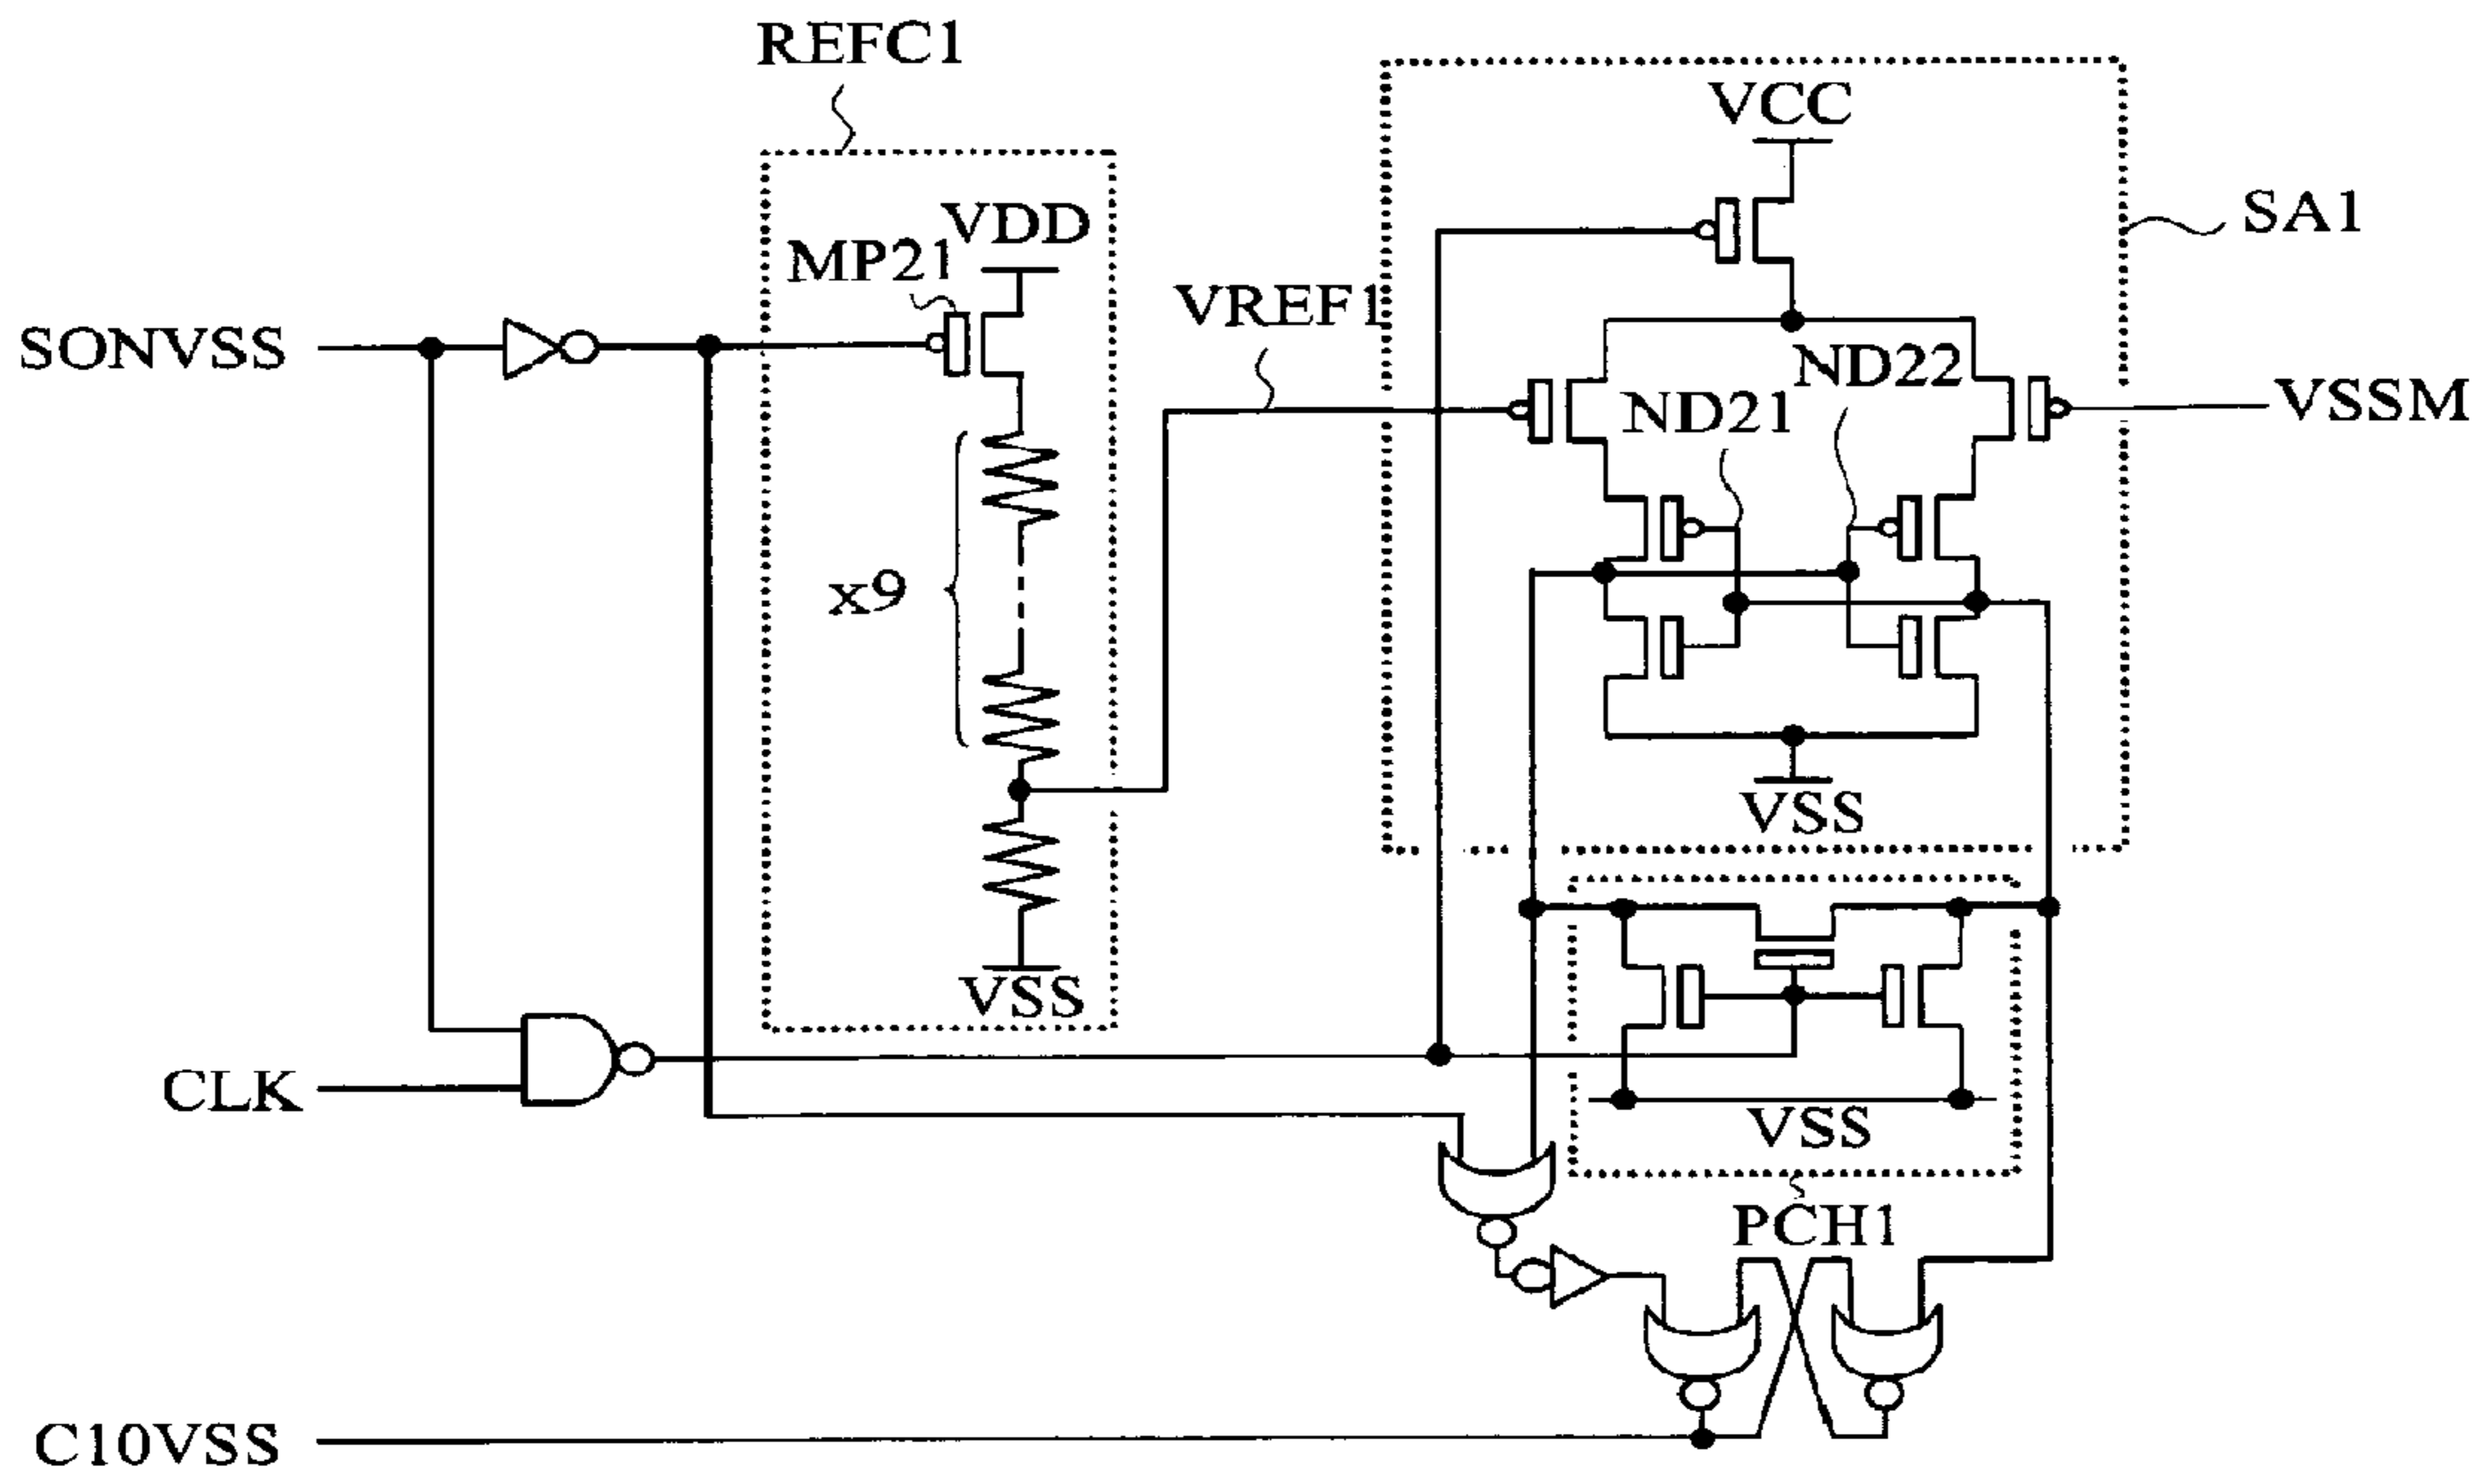 REFC1
VCC
VDD
SA1
MP21
VREF1
SONVSS
ND22
ND21
VSSM
x9
VSS
VSS
CLK
VSS
PCH1
C10VSS